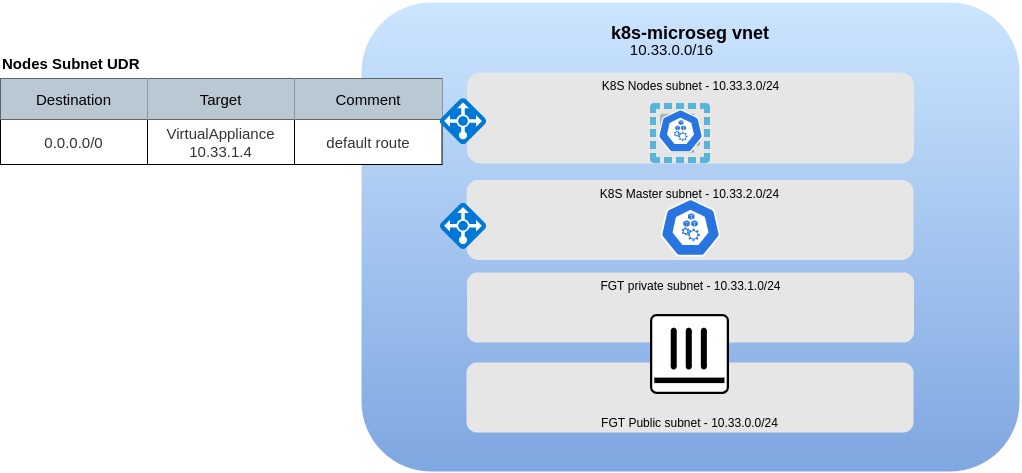 k8s-microseg vnet
10.33.0.0/16
Nodes Subnet UDR
Destination Target Comment
0.0.0.0/0 VirtualAppliance 10.33.1.4 default route
K8S Nodes subnet - 10.33.3.0/24
K8S Master subnet - 10.33.2.0/24
FGT private subnet - 10.33.1.0/24
FGT Public subnet - 10.33.0.0/24